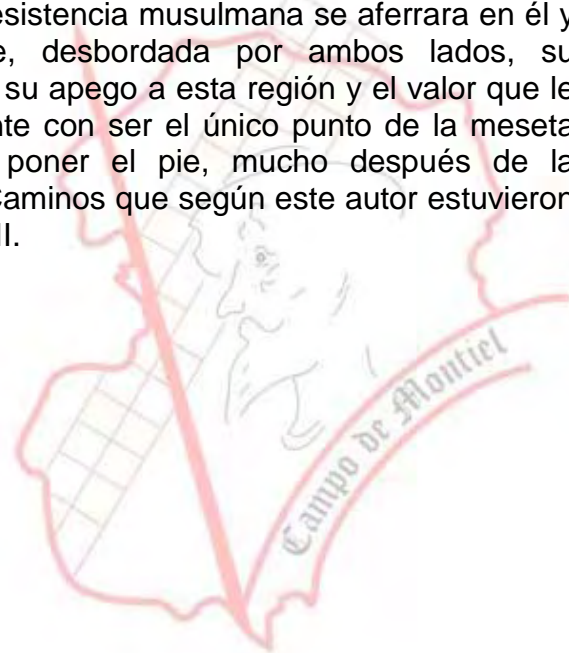 esistencia musulmana se aferrara en él y
e, desbordada por ambos lados, su
su apego a esta región y el valor que le
nte con ser el único punto de la meseta
poner el pie, mucho después de la
Caminos que según este autor estuvieron
II.
Campo de Montiel